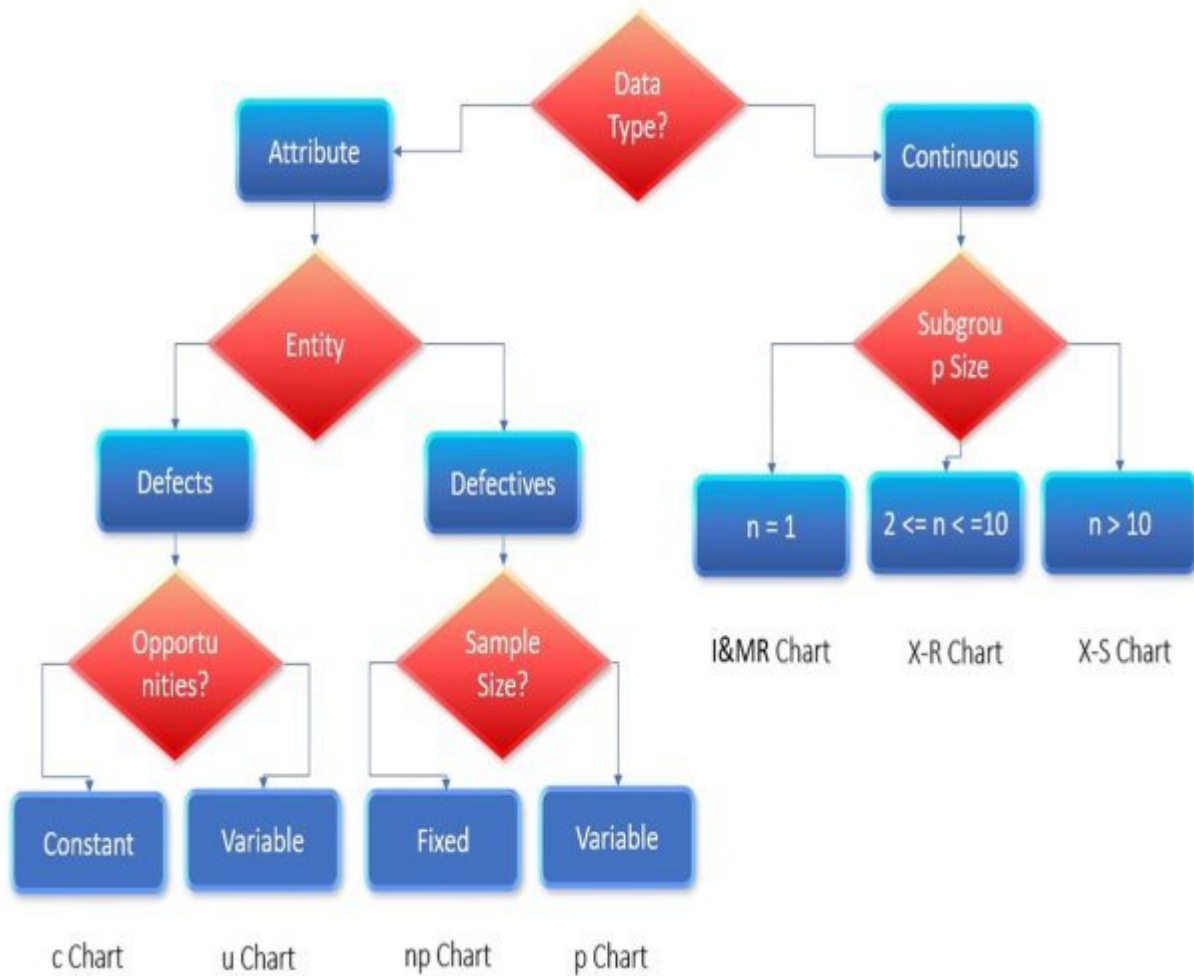 Data
Type?
Attribute
Continuous
Entity
Subgrou
p Size
Defects
Defectives
n = 1
2 <= n < =10
n > 10
Opportu
nities?
Sample
Size?
I&MR Chart
X-R Chart
X-S Chart
Constant
Variable
Fixed
Variable
c Chart
u Chart
np Chart
p Chart